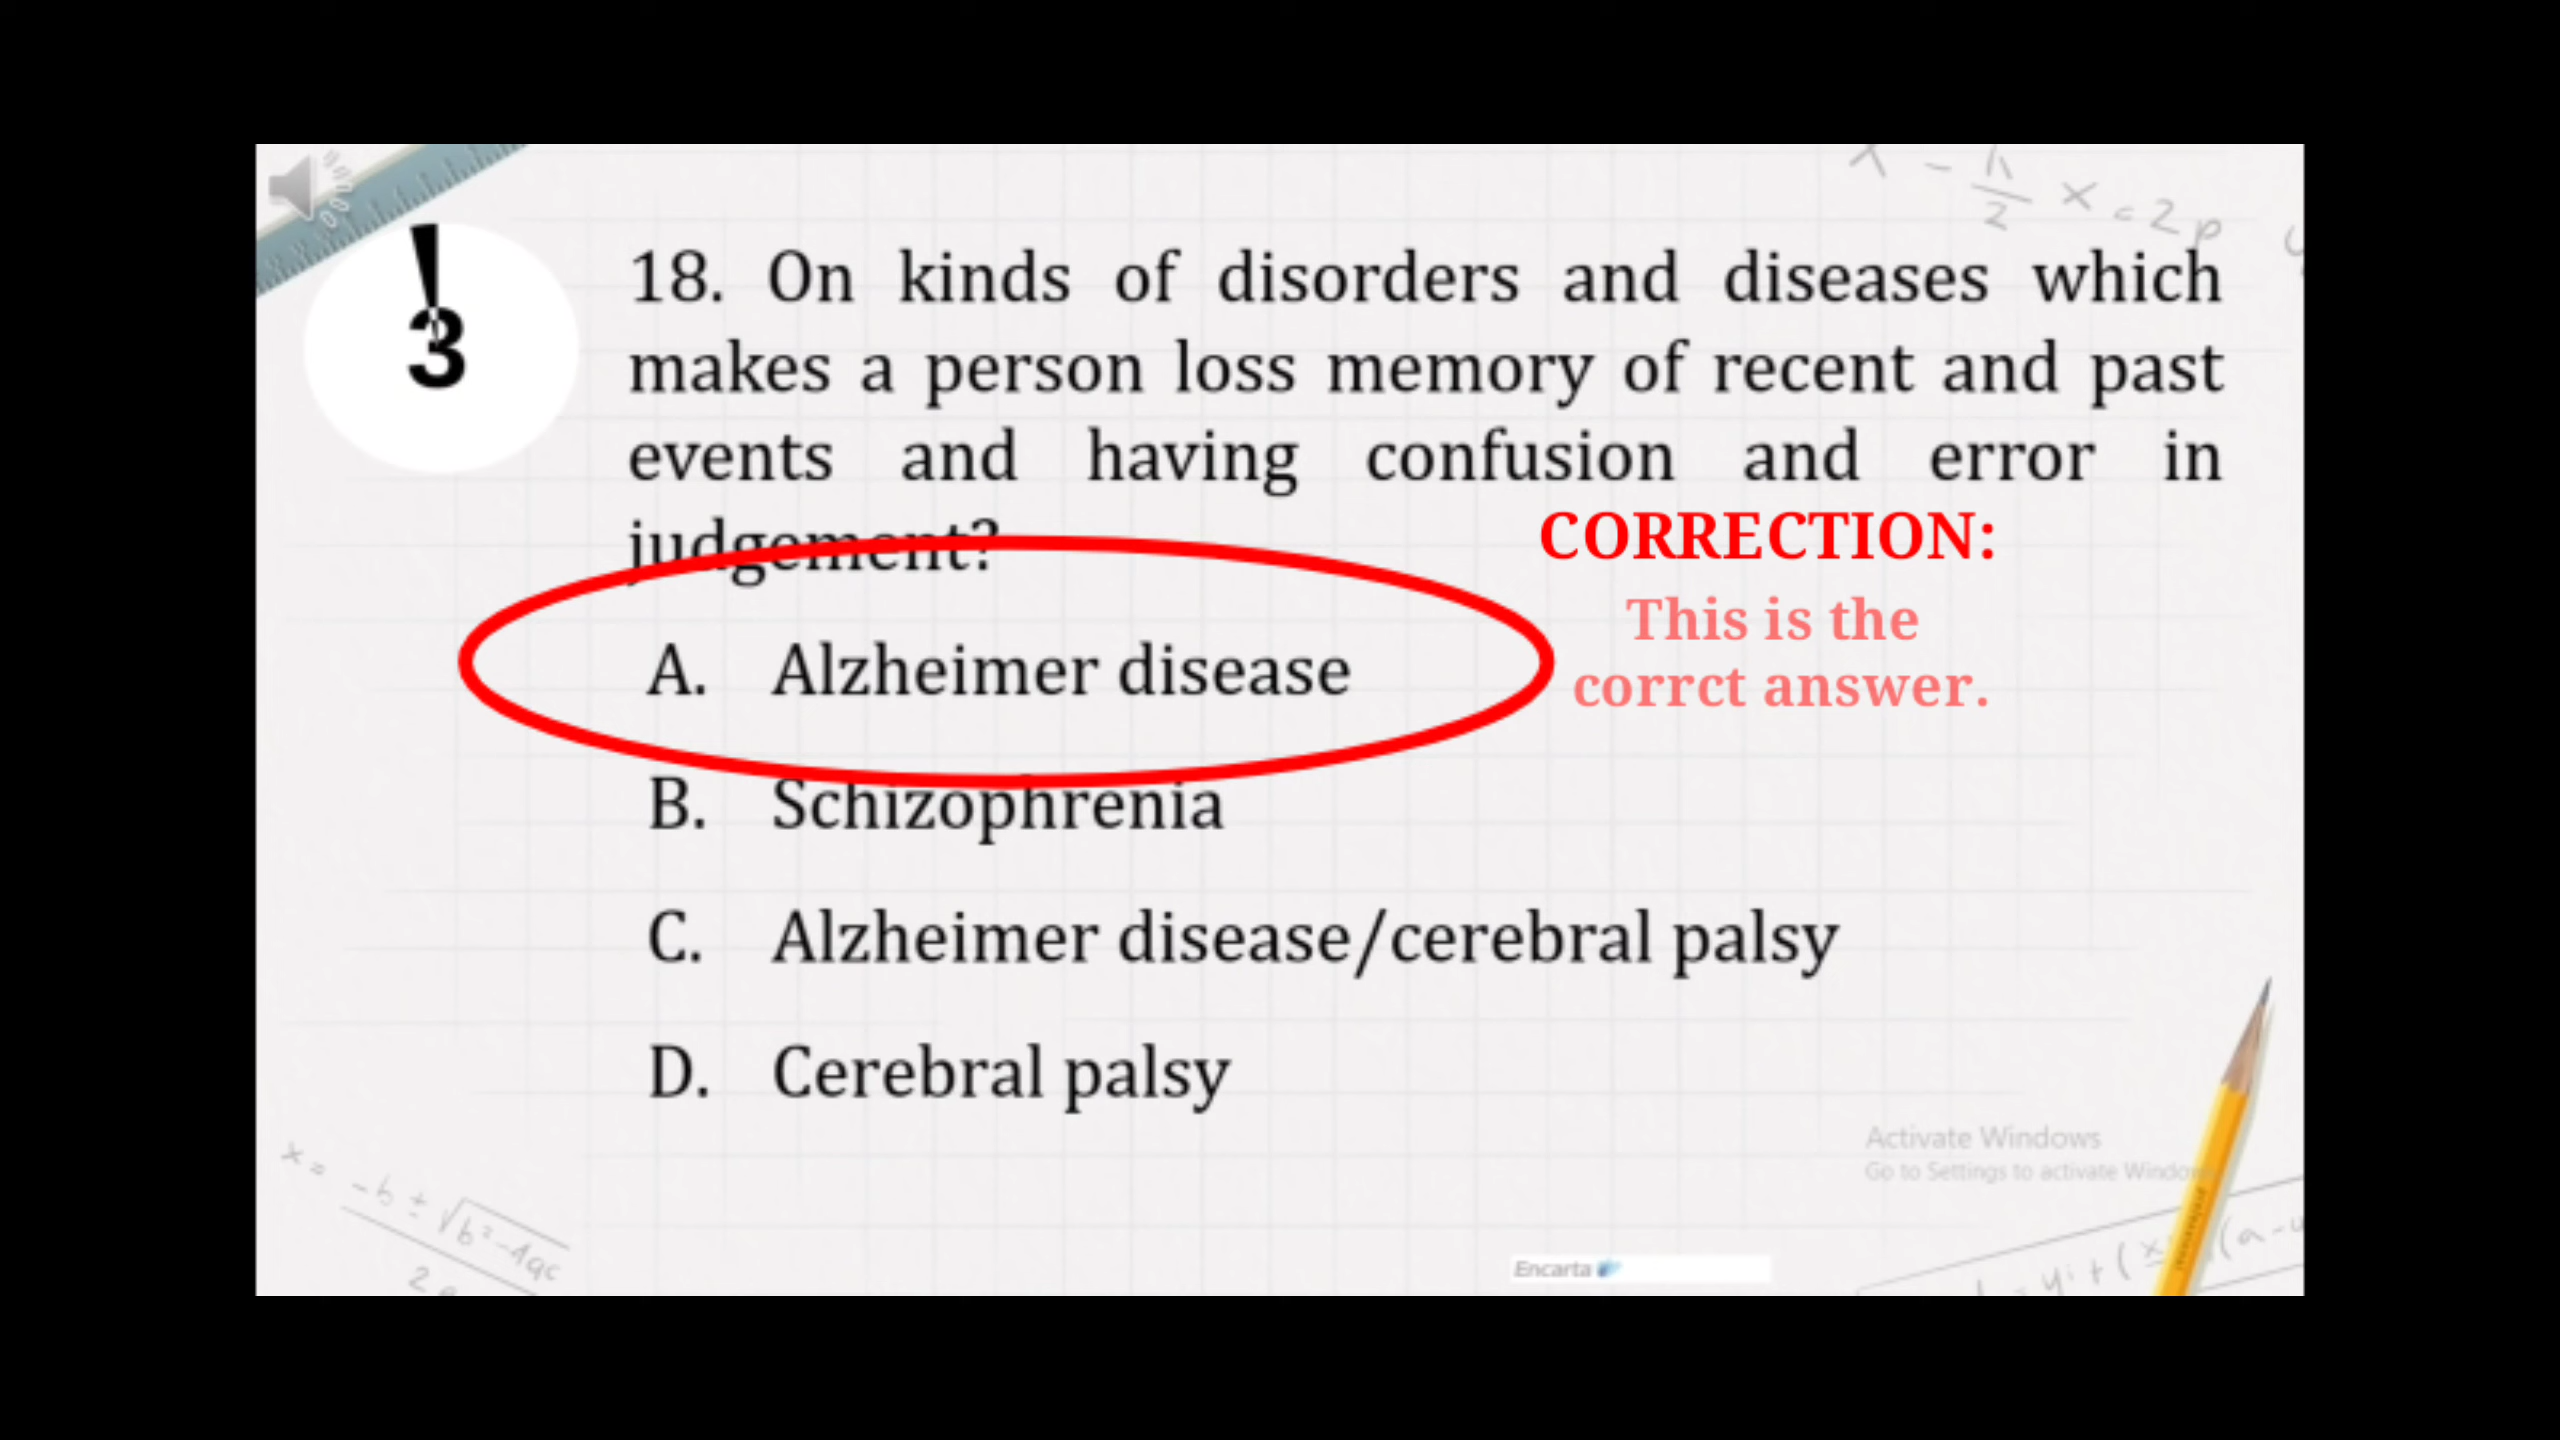 3
18. On kinds of disorders and diseases which
makes a person loss memory of recent and past
events and having confusion and error in
judgement?
CORRECTION:
This is the
corrct answer.
A. Alzheimer disease
B. Schizophrenia
C. Alzheimer disease/cerebral palsy
D. Cerebral palsy
Activate Windows
Go to Settings to activate Windows
Encarta